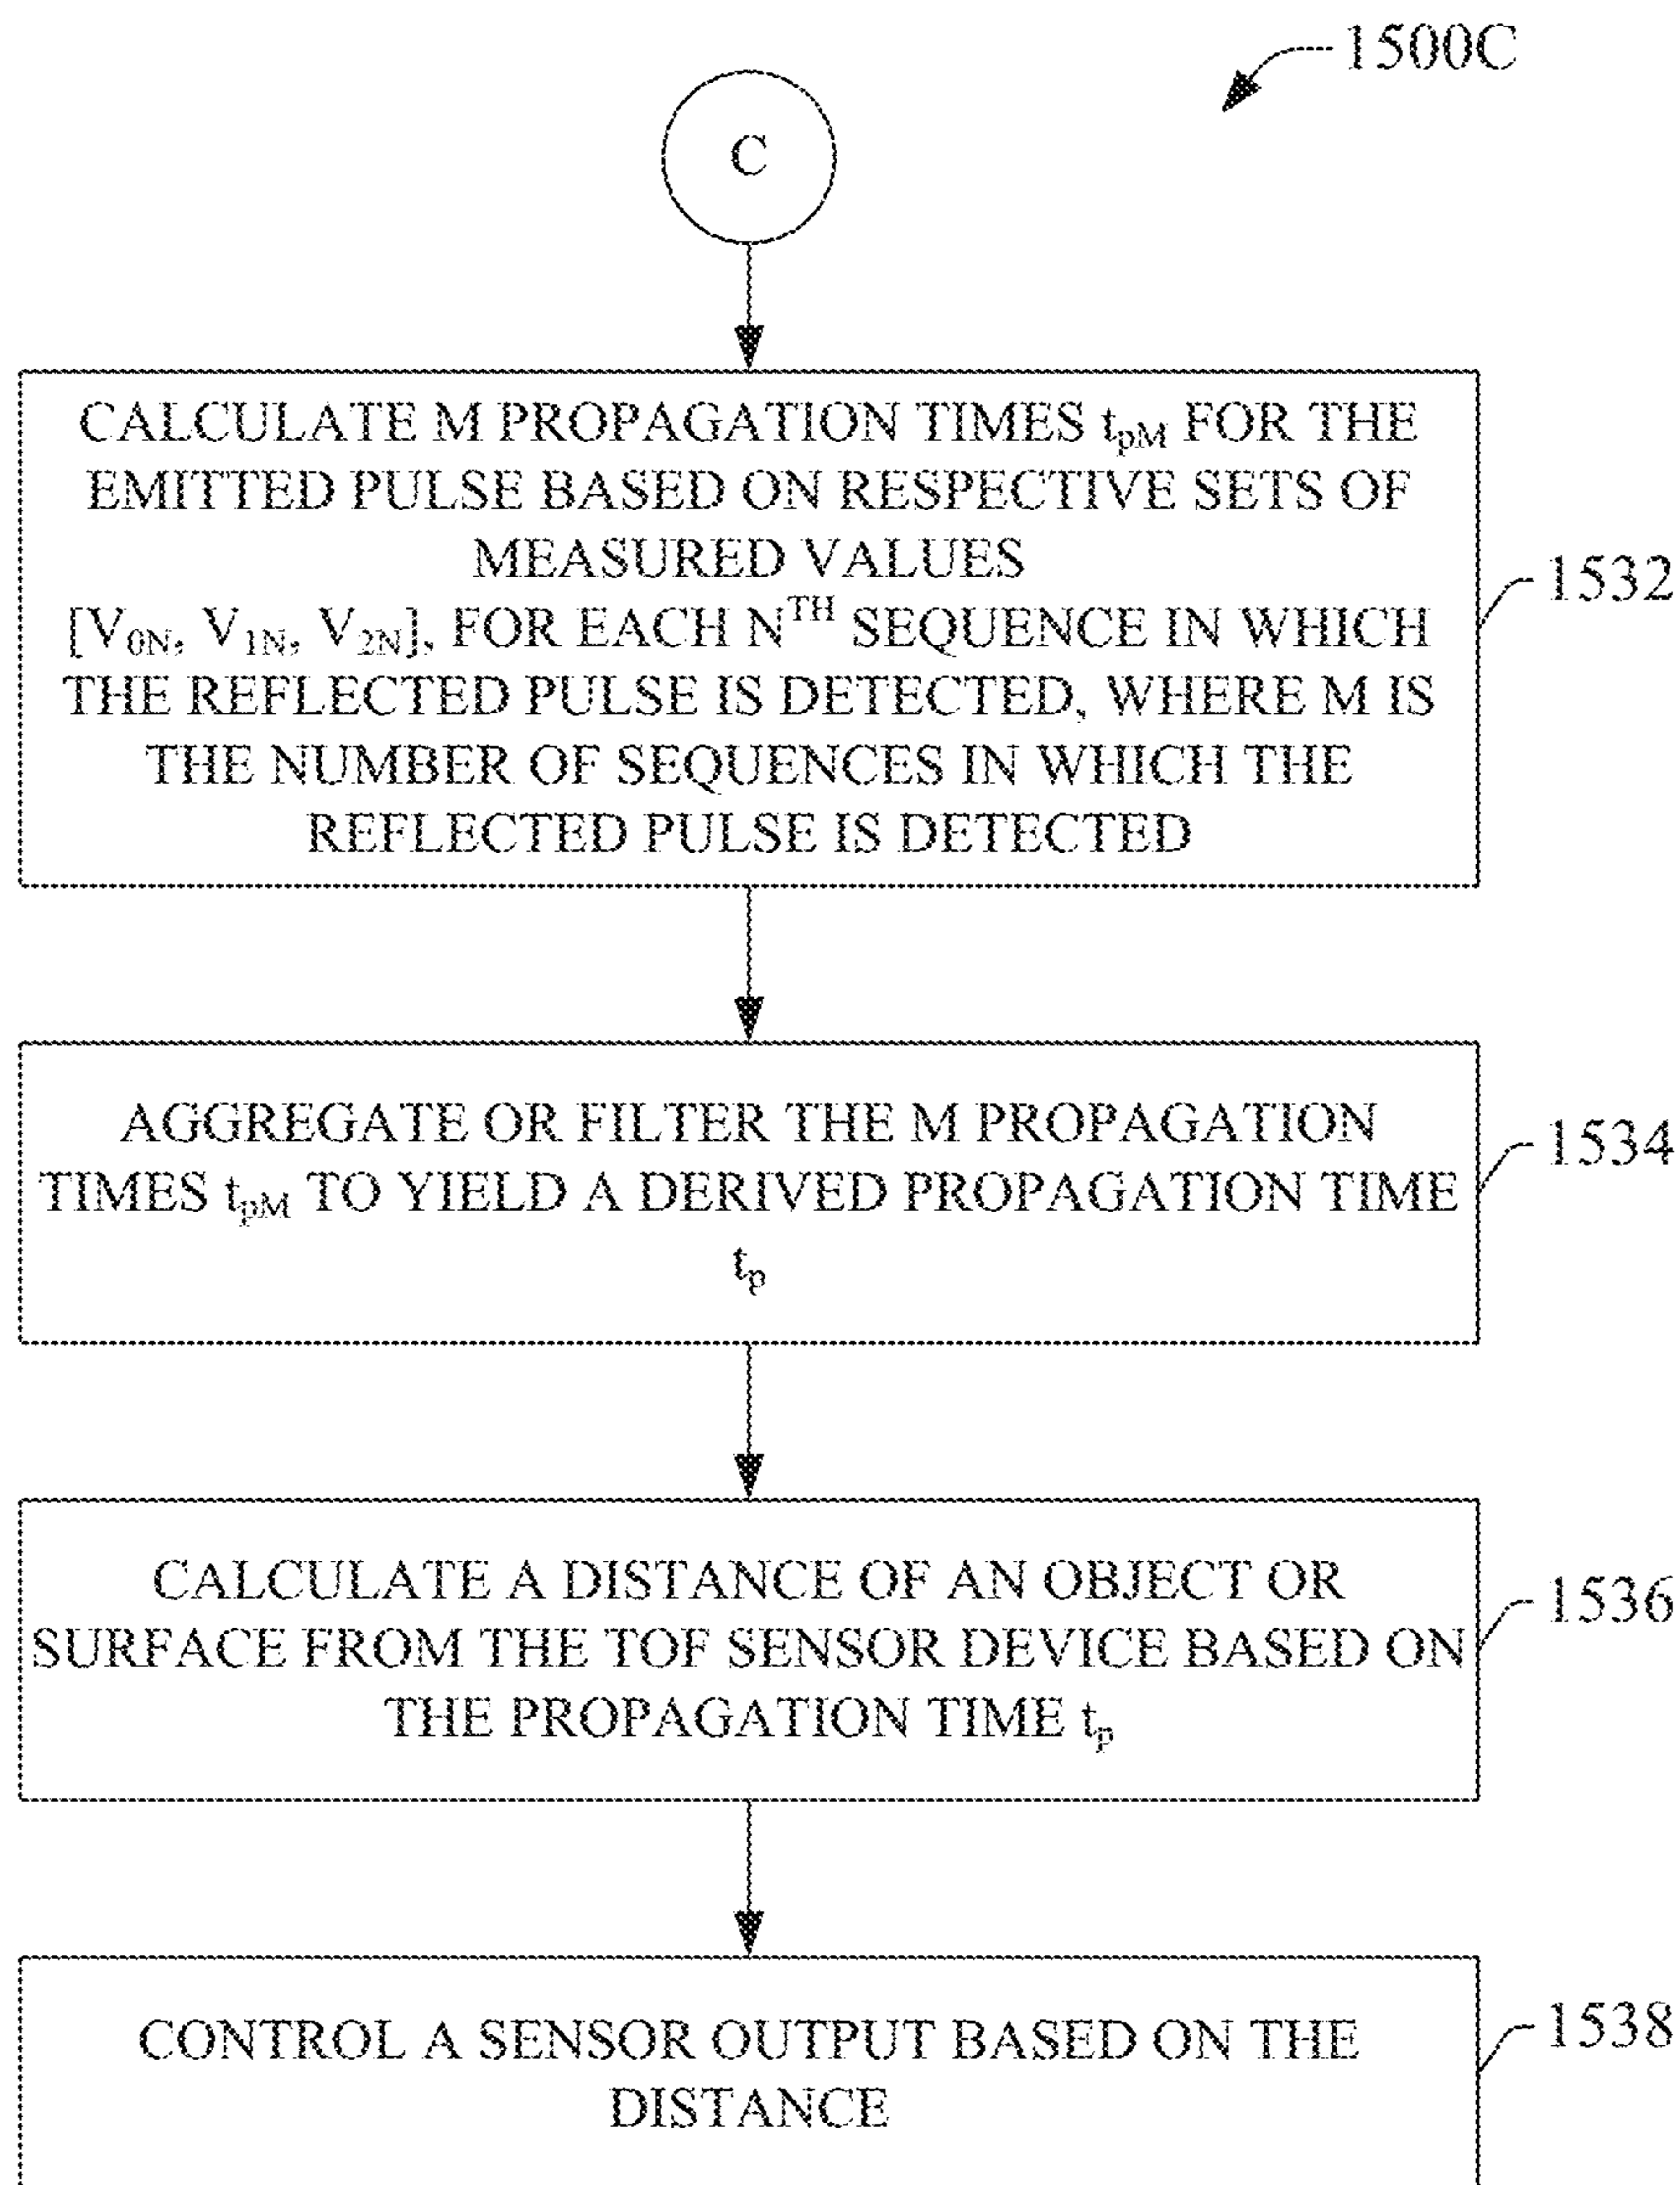 1500C
C
CALCULATE M PROPAGATION TIMES tpM FOR THE
EMITTED PULSE BASED ON RESPECTIVE SETS OF
MEASURED VALUES
[V0N, V1N, V2N], FOR EACH NTH SEQUENCE IN WHICH
THE REFLECTED PULSE IS DETECTED, WHERE M IS
THE NUMBER OF SEQUENCES IN WHICH THE
REFLECTED PULSE IS DETECTED
1532
AGGREGATE OR FILTER THE M PROPAGATION
TIMES tpM TO YIELD A DERIVED PROPAGATION TIME
tp
1534
CALCULATE A DISTANCE OF AN OBJECT OR
SURFACE FROM THE TOF SENSOR DEVICE BASED ON
THE PROPAGATION TIME tp
1536
CONTROL A SENSOR OUTPUT BASED ON THE
DISTANCE
1538